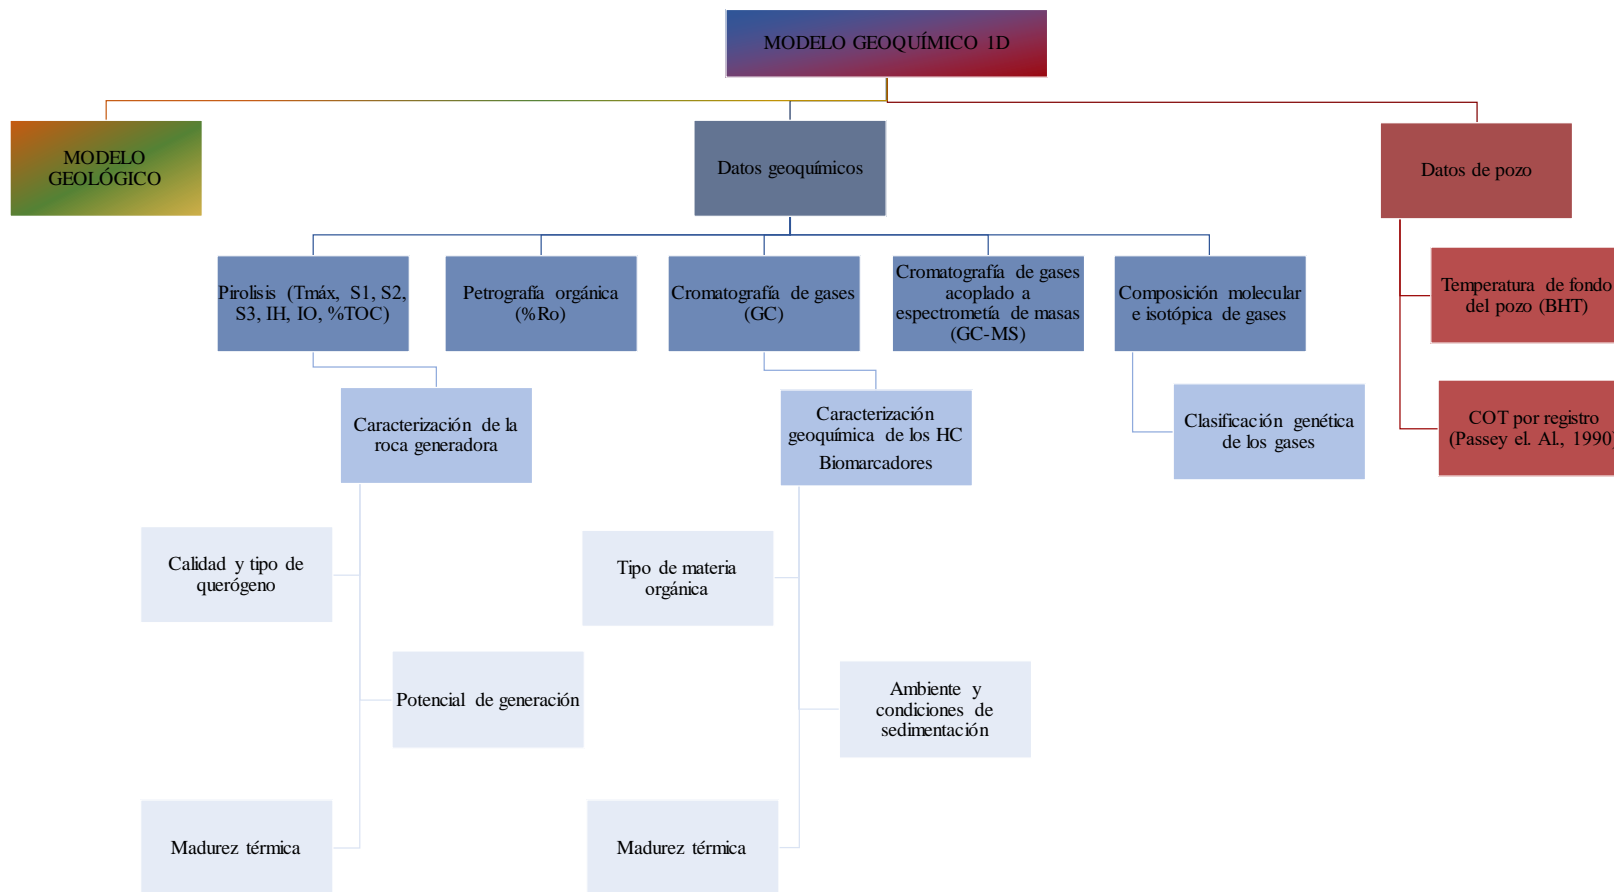 MODELO GEOQUÍMICO 1D
MODELO
GEOLÓGICO
Datos geoquímicos
Datos de pozo
Pirolisis (Tmáx, S1, S2,
S3, IH, IO, %TOC)
Petrografía orgánica
(%Ro)
Cromatografía de gases
(GC)
Cromatografía de gases
acoplado a
espectrometía de masas
(GC-MS)
Composición molecular
e isotópica de gases
Temperatura de fondo
del pozo (BHT)
Caracterización de la
roca generadora
Caracterización
geoquímica de los HC
Biomarcadores
Clasificación genética
de los gases
COT por registro
(Passey el. Al., 1990)
Calidad y tipo de
querógeno
Tipo de materia
orgánica
Potencial de generación
Ambiente y
condiciones de
sedimentación
Madurez térmica
Madurez térmica